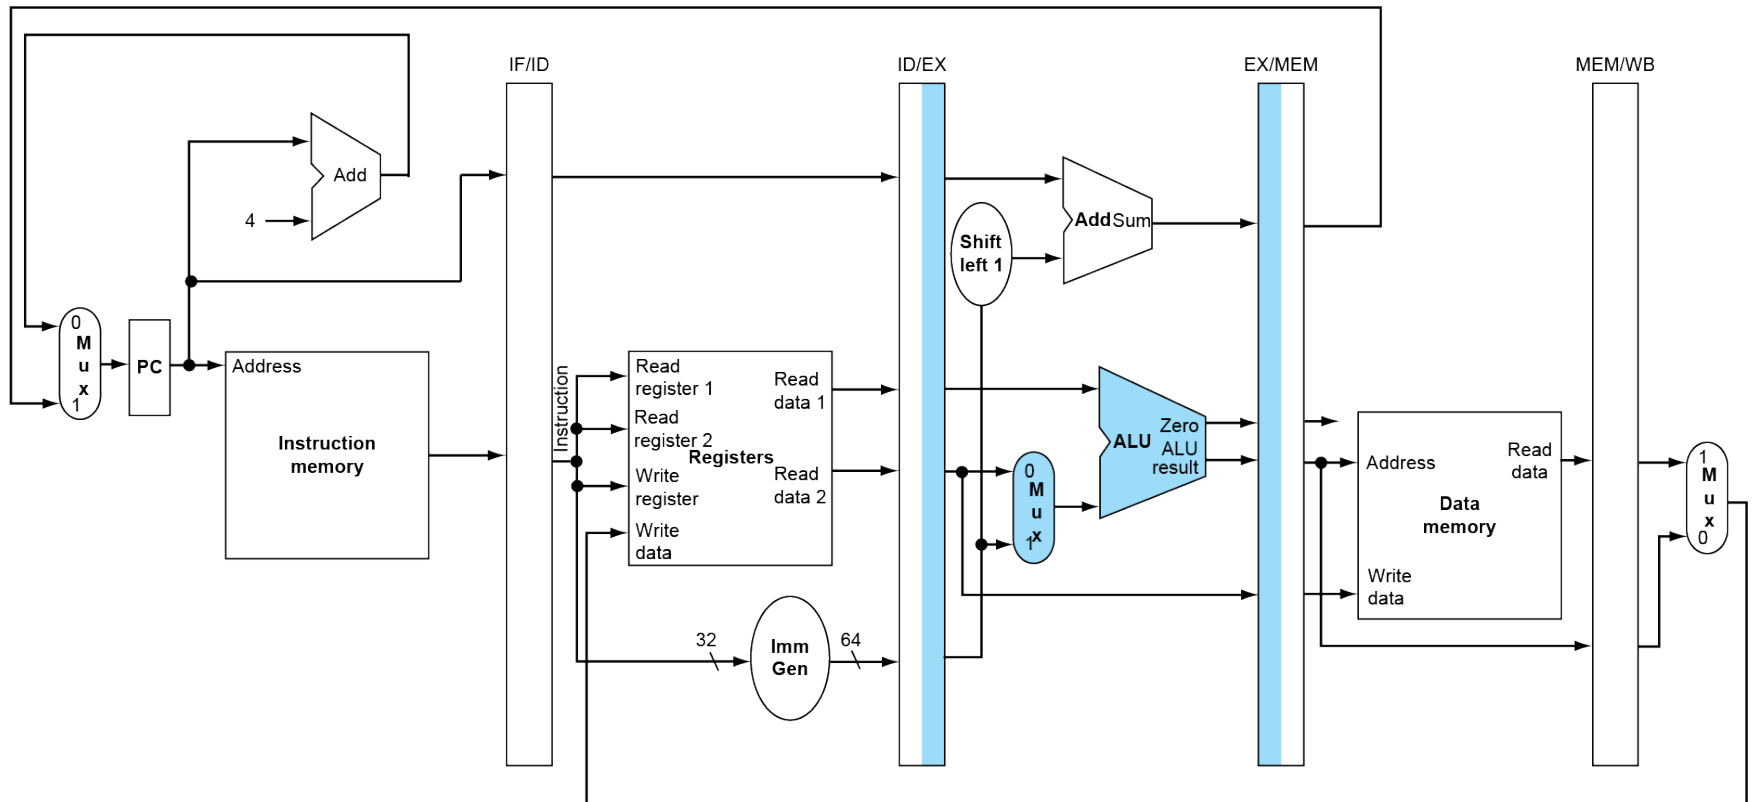 IF/ID
ID/EX
EX/MEM
MEM/WB
Add
4
0
M
u
x
1
PC
Address
Instruction
memory
Instruction
Read
register 1
Read
register 2
Registers
Write
register
Write
data
Read
data 1
Read
data 2
32
Imm
Gen
64
Shift
left 1
Add Sum
0
M
u
x
1
ALU
Zero
ALU
result
Address
Read
data
Data
memory
Write
data
1
M
u
x
0